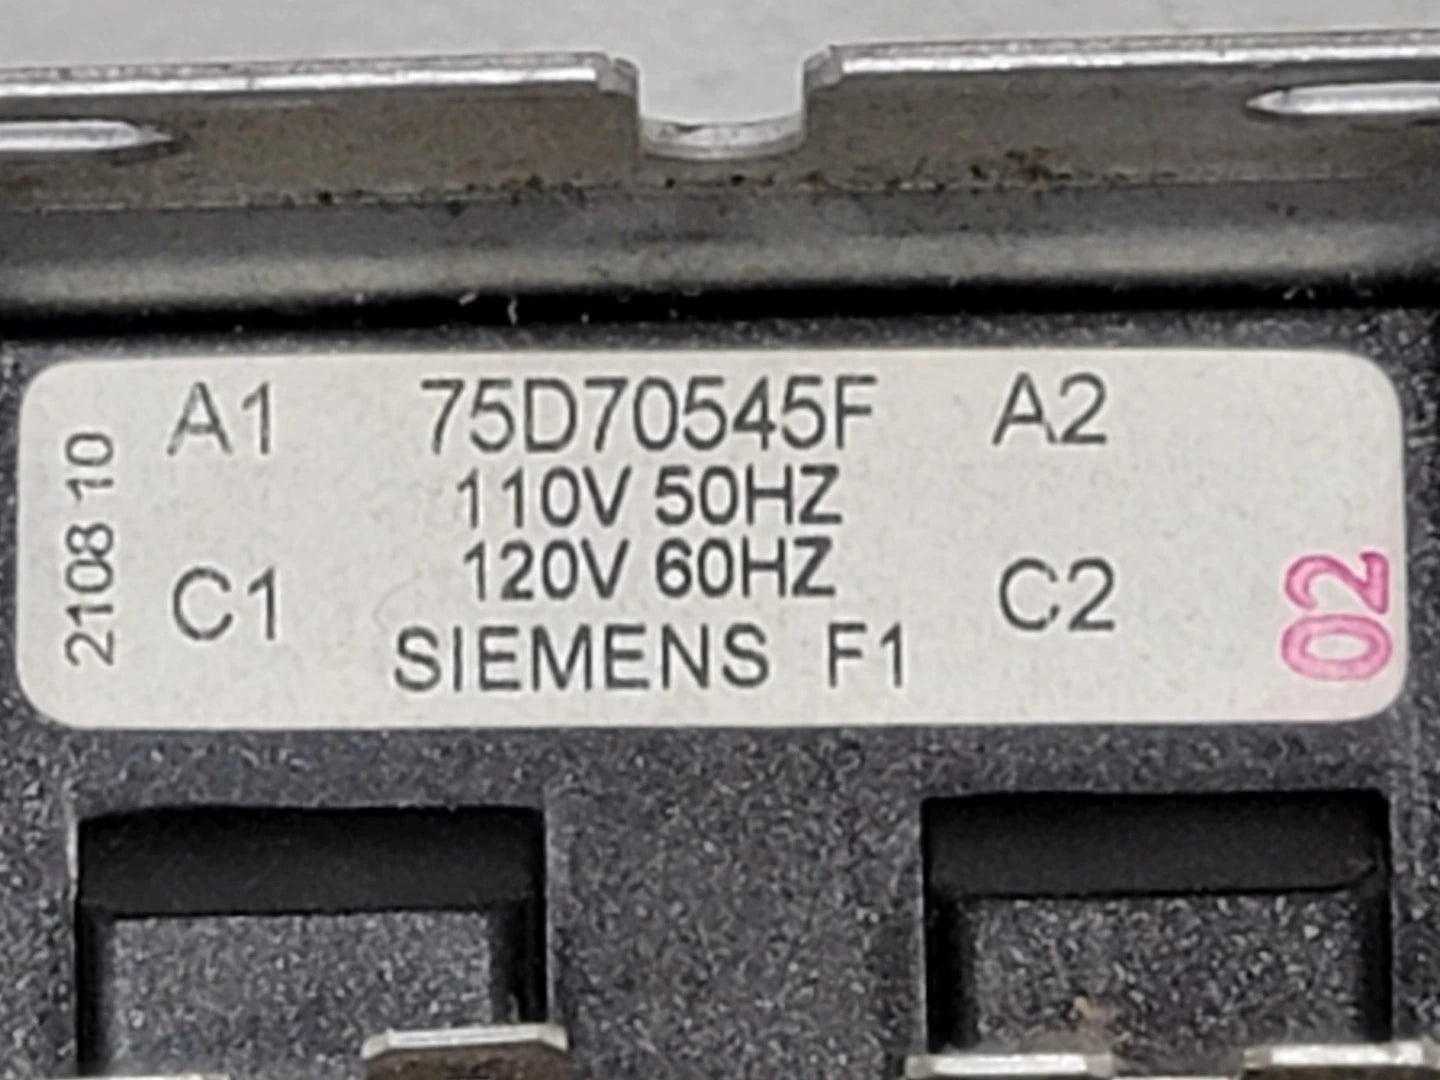 A1 75D70545F A2
110V 50HZ
120V 60HZ
C1 C2
SIEMENS F1
2108 10
02